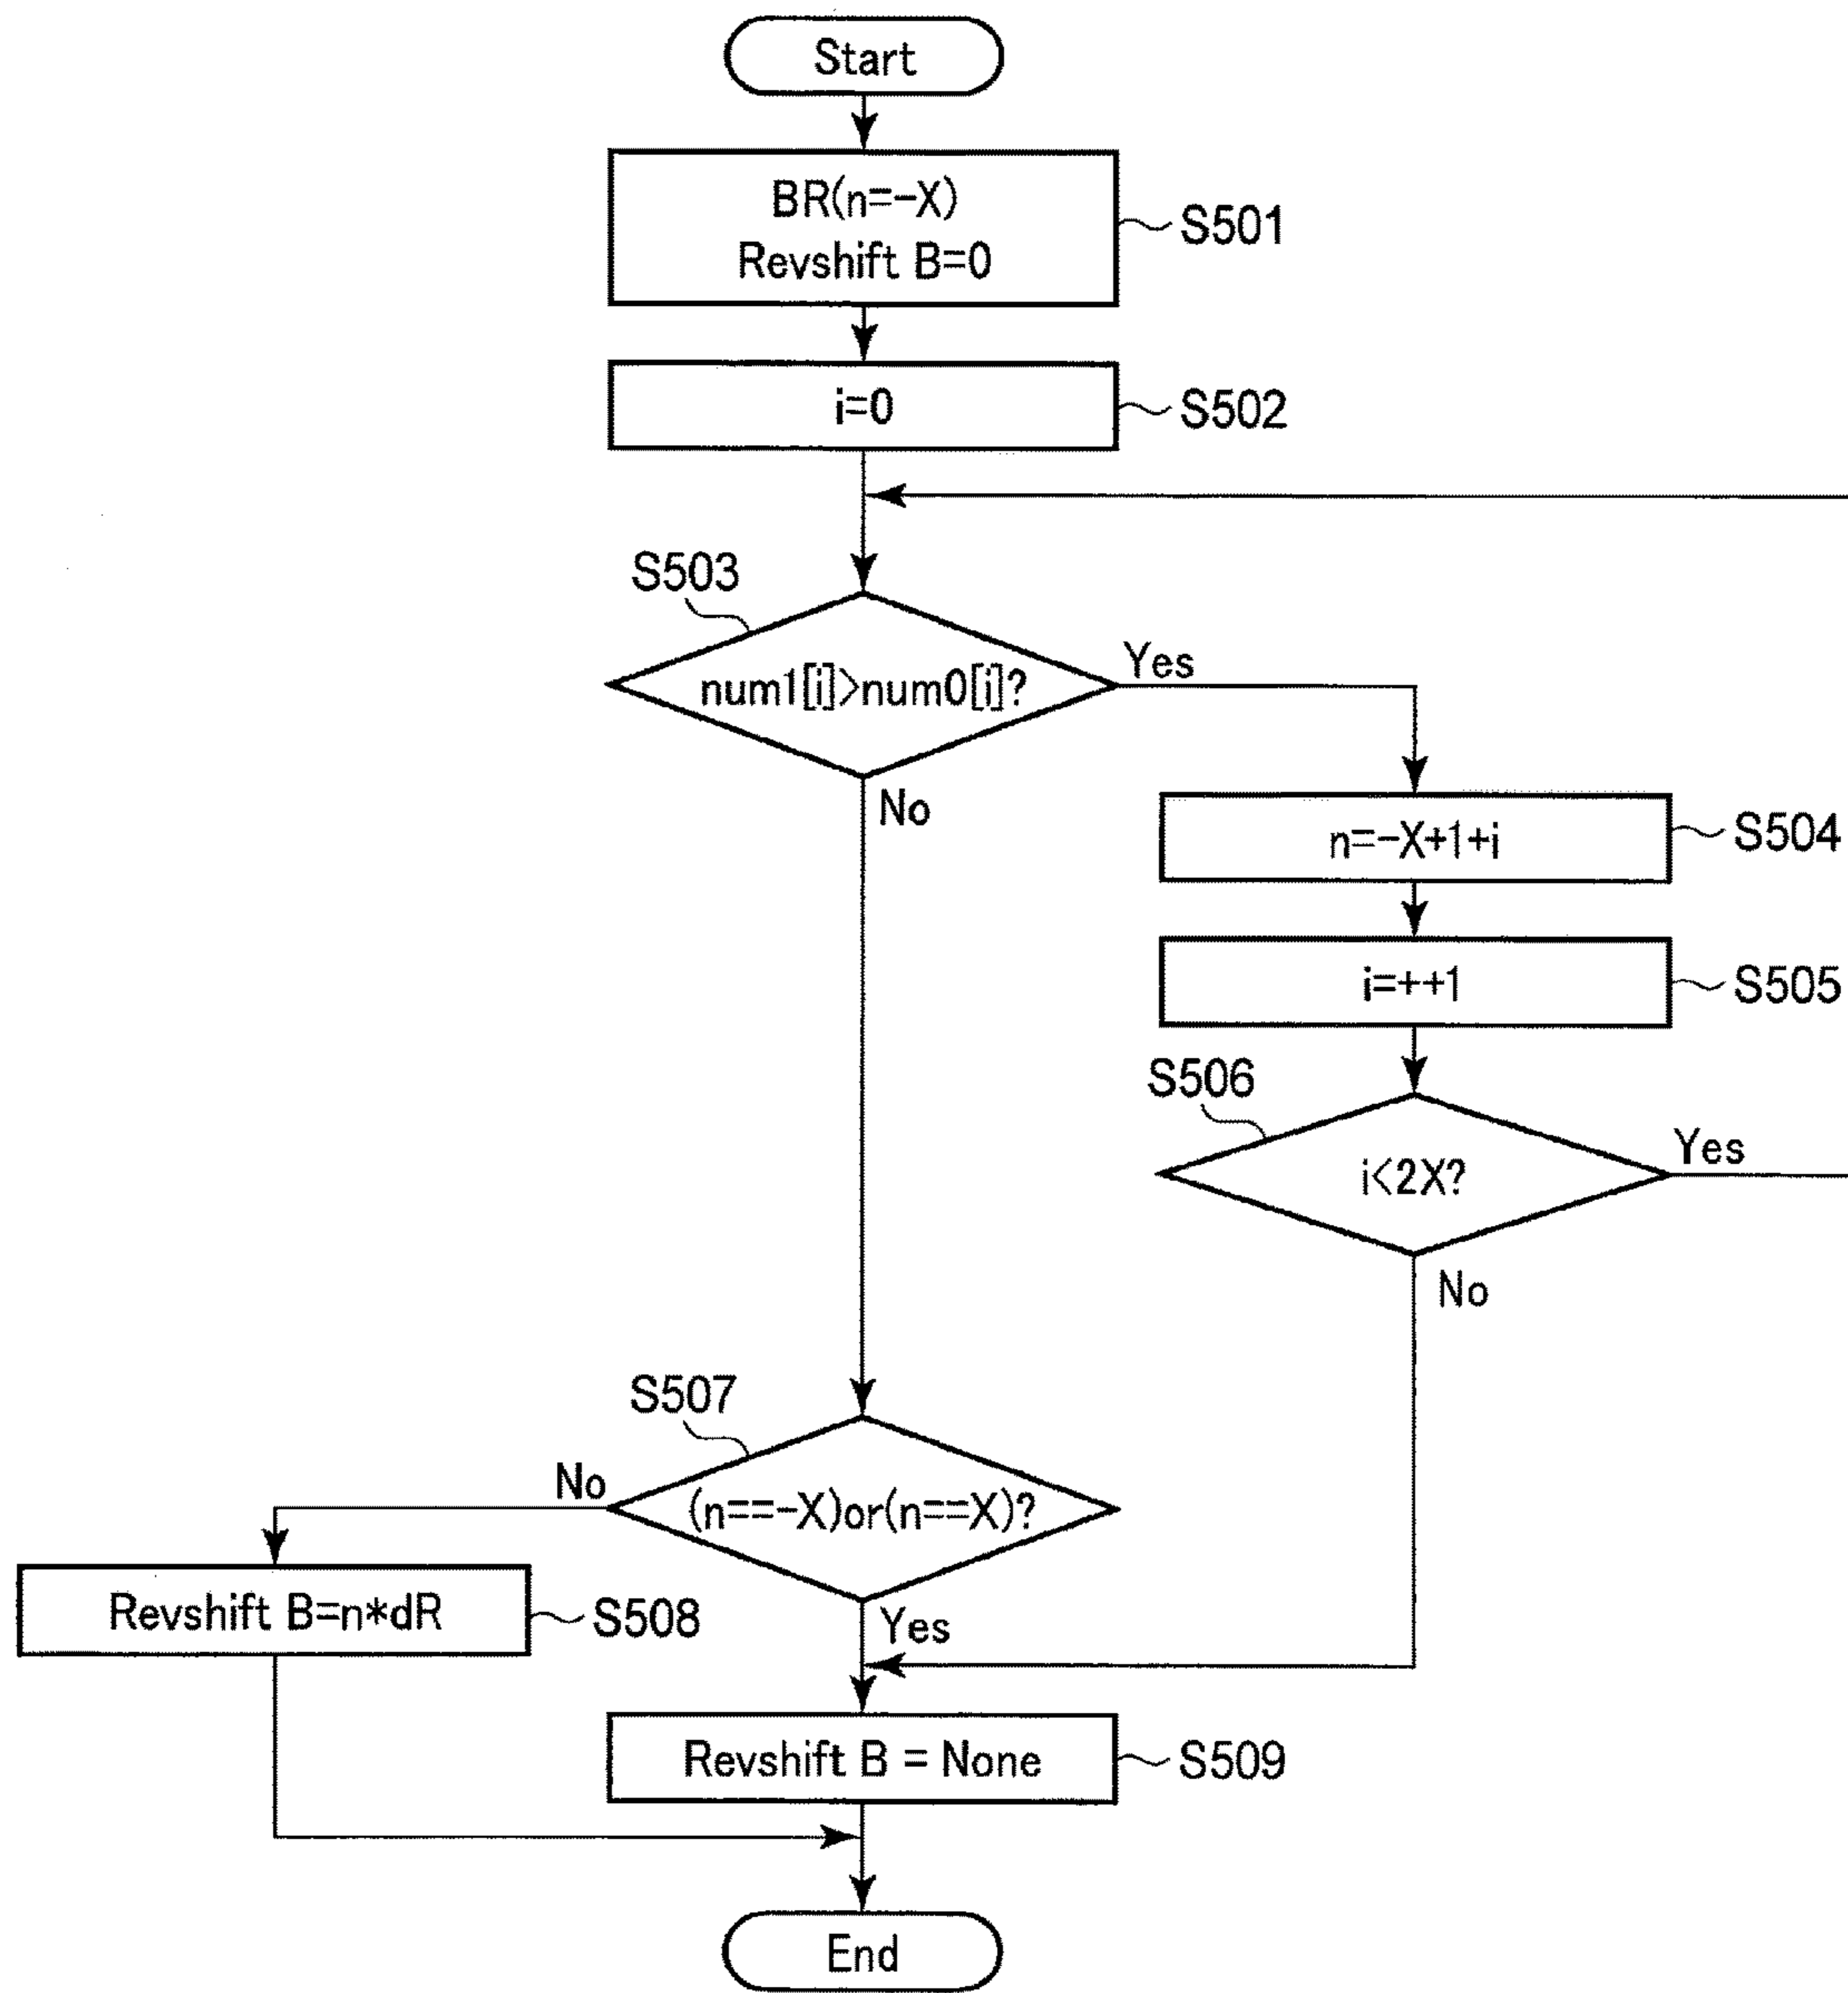 Start
BR(n=-X)
Revshift B=0
S501
i=0
S502
S503
num1[i]>num0[i]?
Yes
No
n=-X+1+i
S504
i=++1
S505
S506
i<2X?
Yes
No
S507
(n==-X)or(n==X)?
No
Yes
Revshift B=n*dR
S508
Revshift B = None
S509
End